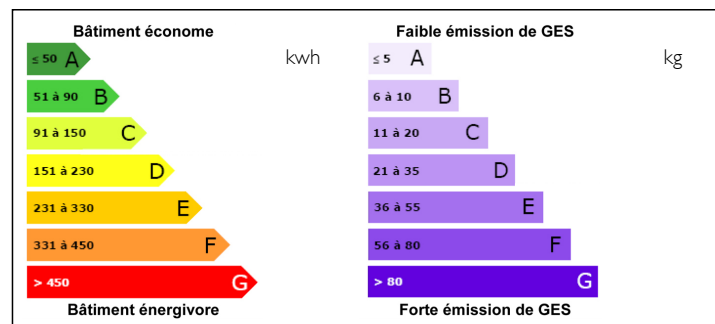 Bâtiment économe
≤ 50 A
kwh
51 à 90 B
91 à 150 C
151 à 230 D
231 à 330 E
331 à 450 F
> 450 G
Bâtiment énergivore
Faible émission de GES
≤ 5 A
kg
6 à 10 B
11 à 20 C
21 à 35 D
36 à 55 E
56 à 80 F
> 80 G
Forte émission de GES